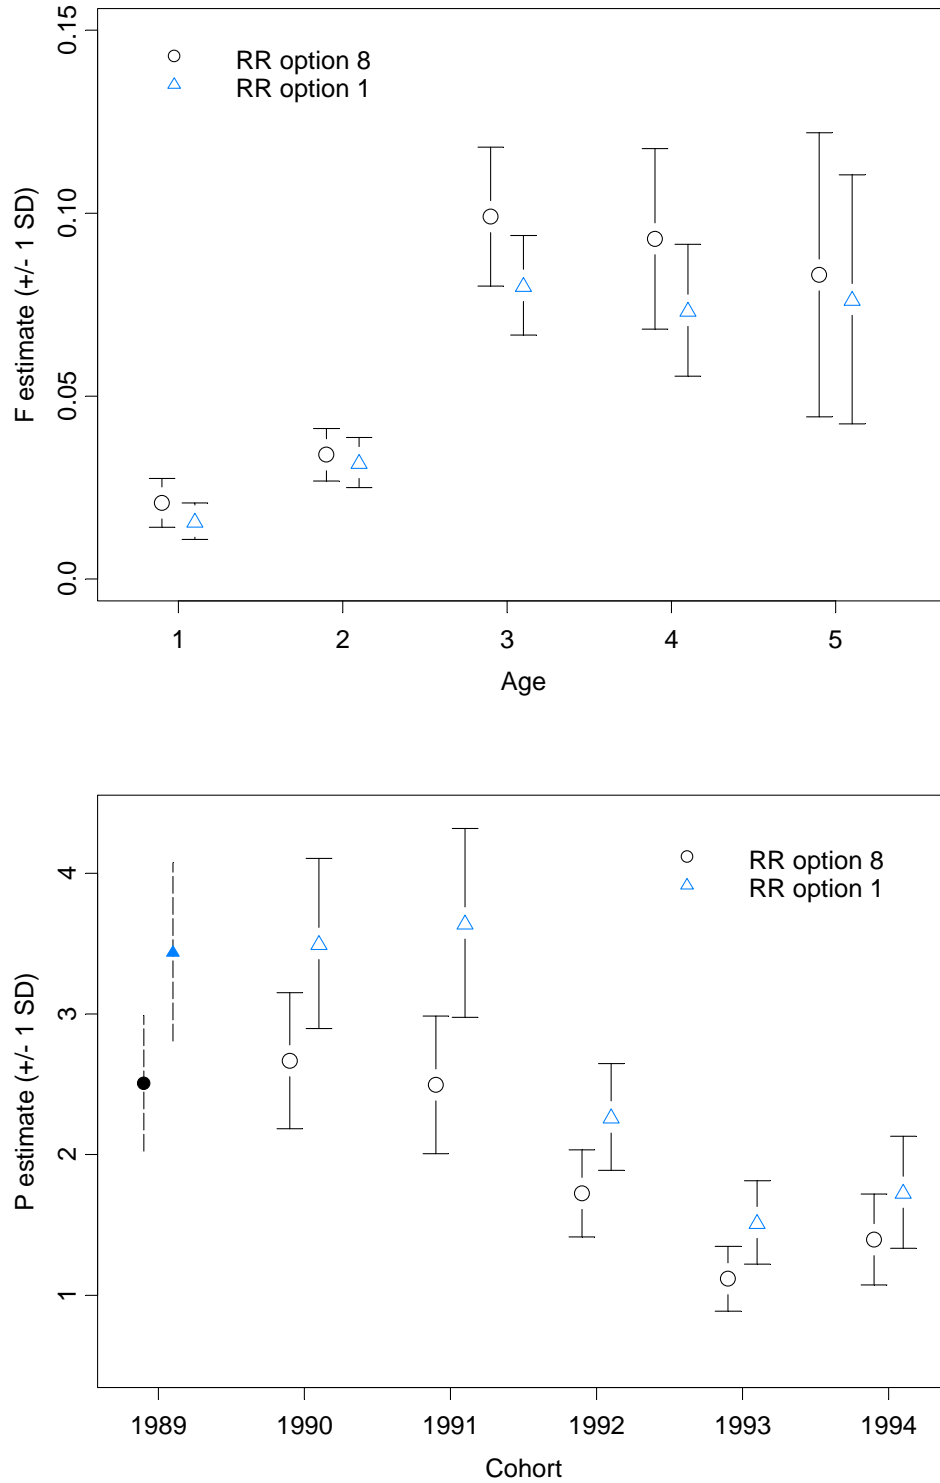 0.15
RR option 8
RR option 1
0.10
F estimate (+/- 1 SD)
0.05
0.0
1 2 3 4 5
Age
4
RR option 8
RR option 1
3
P estimate (+/- 1 SD)
2
1
1989 1990 1991 1992 1993 1994
Cohort